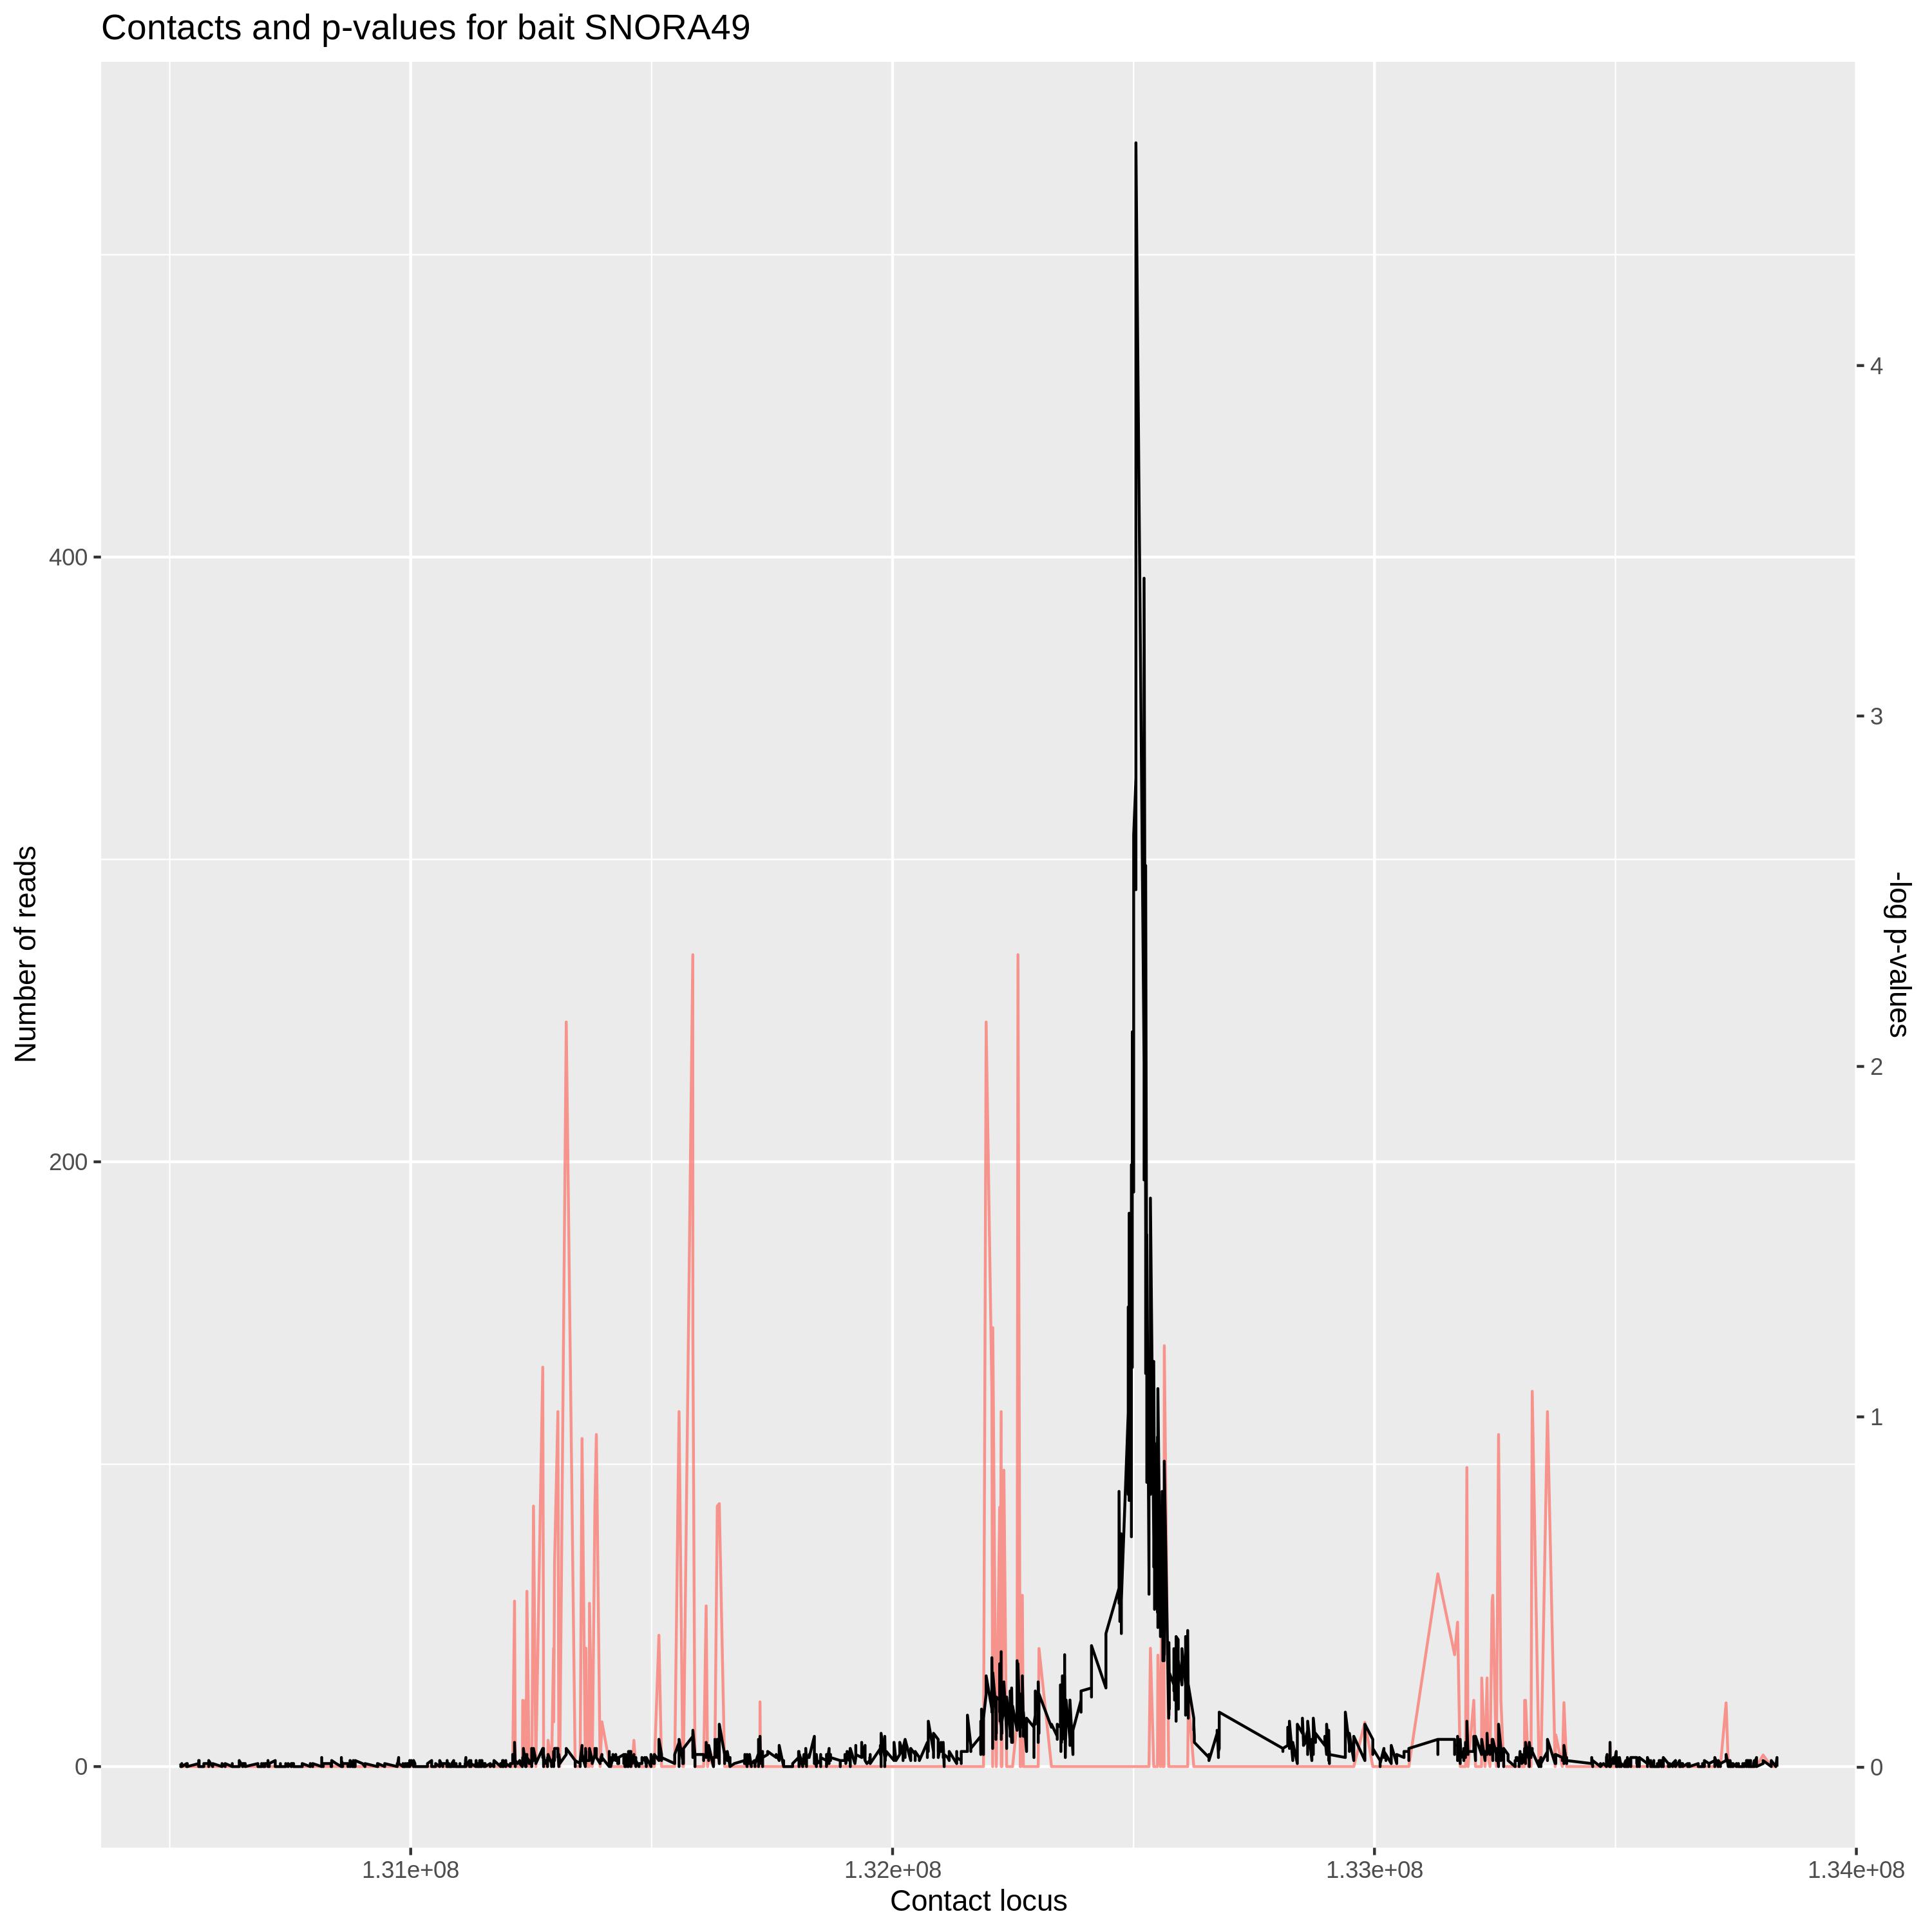 Contacts and p-values for bait SNORA49
Number of reads
400
200
0
4
3
2
1
0
-log p-values
1.31e+08
1.32e+08
1.33e+08
1.34e+08
Contact locus